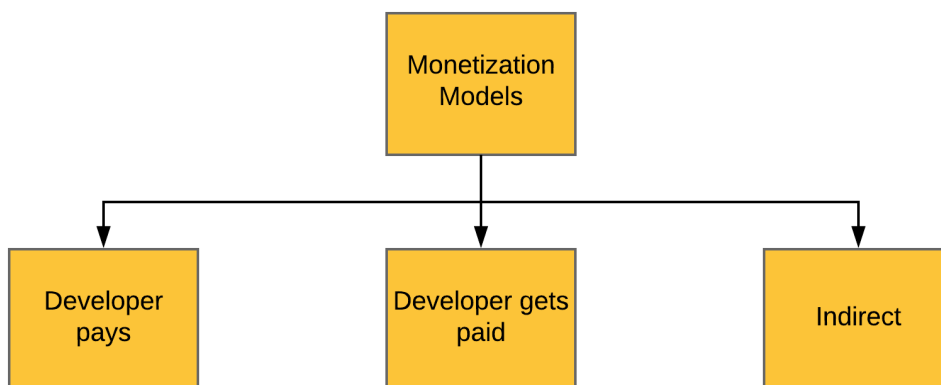 Monetization
Models
Developer
pays
Developer gets
paid
Indirect